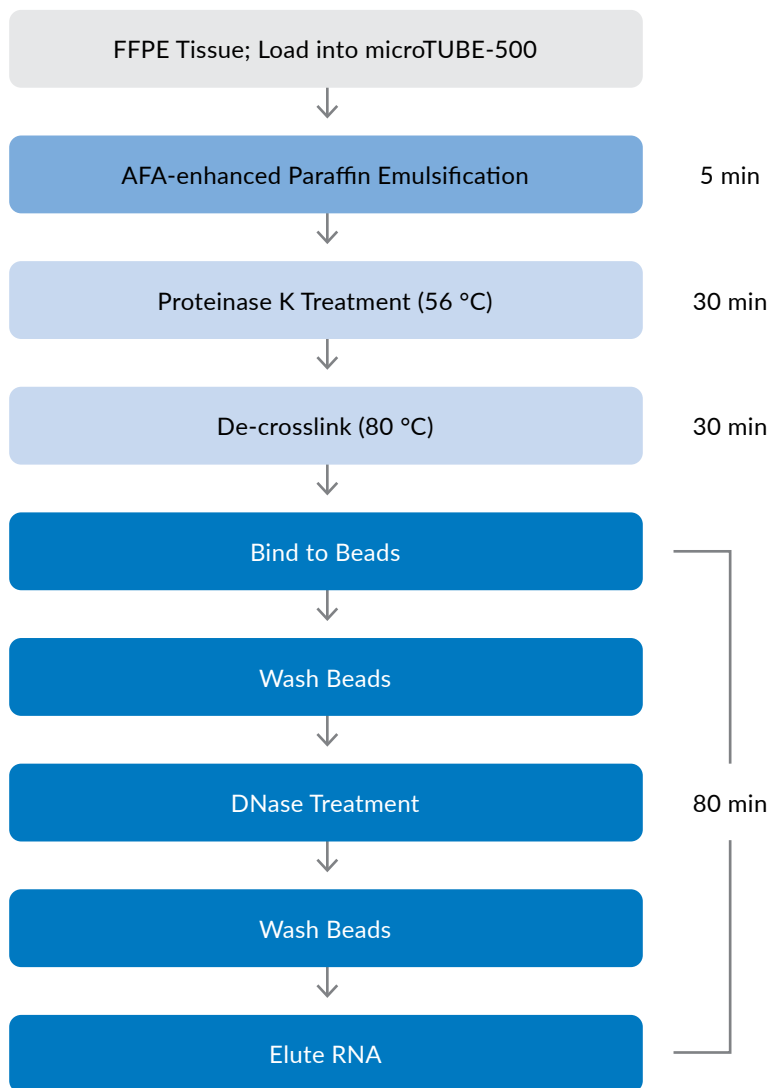 FFPE Tissue; Load into microTUBE-500
AFA-enhanced Paraffin Emulsification
5 min
Proteinase K Treatment (56 °C)
30 min
De-crosslink (80 °C)
30 min
Bind to Beads
Wash Beads
DNase Treatment
80 min
Wash Beads
Elute RNA